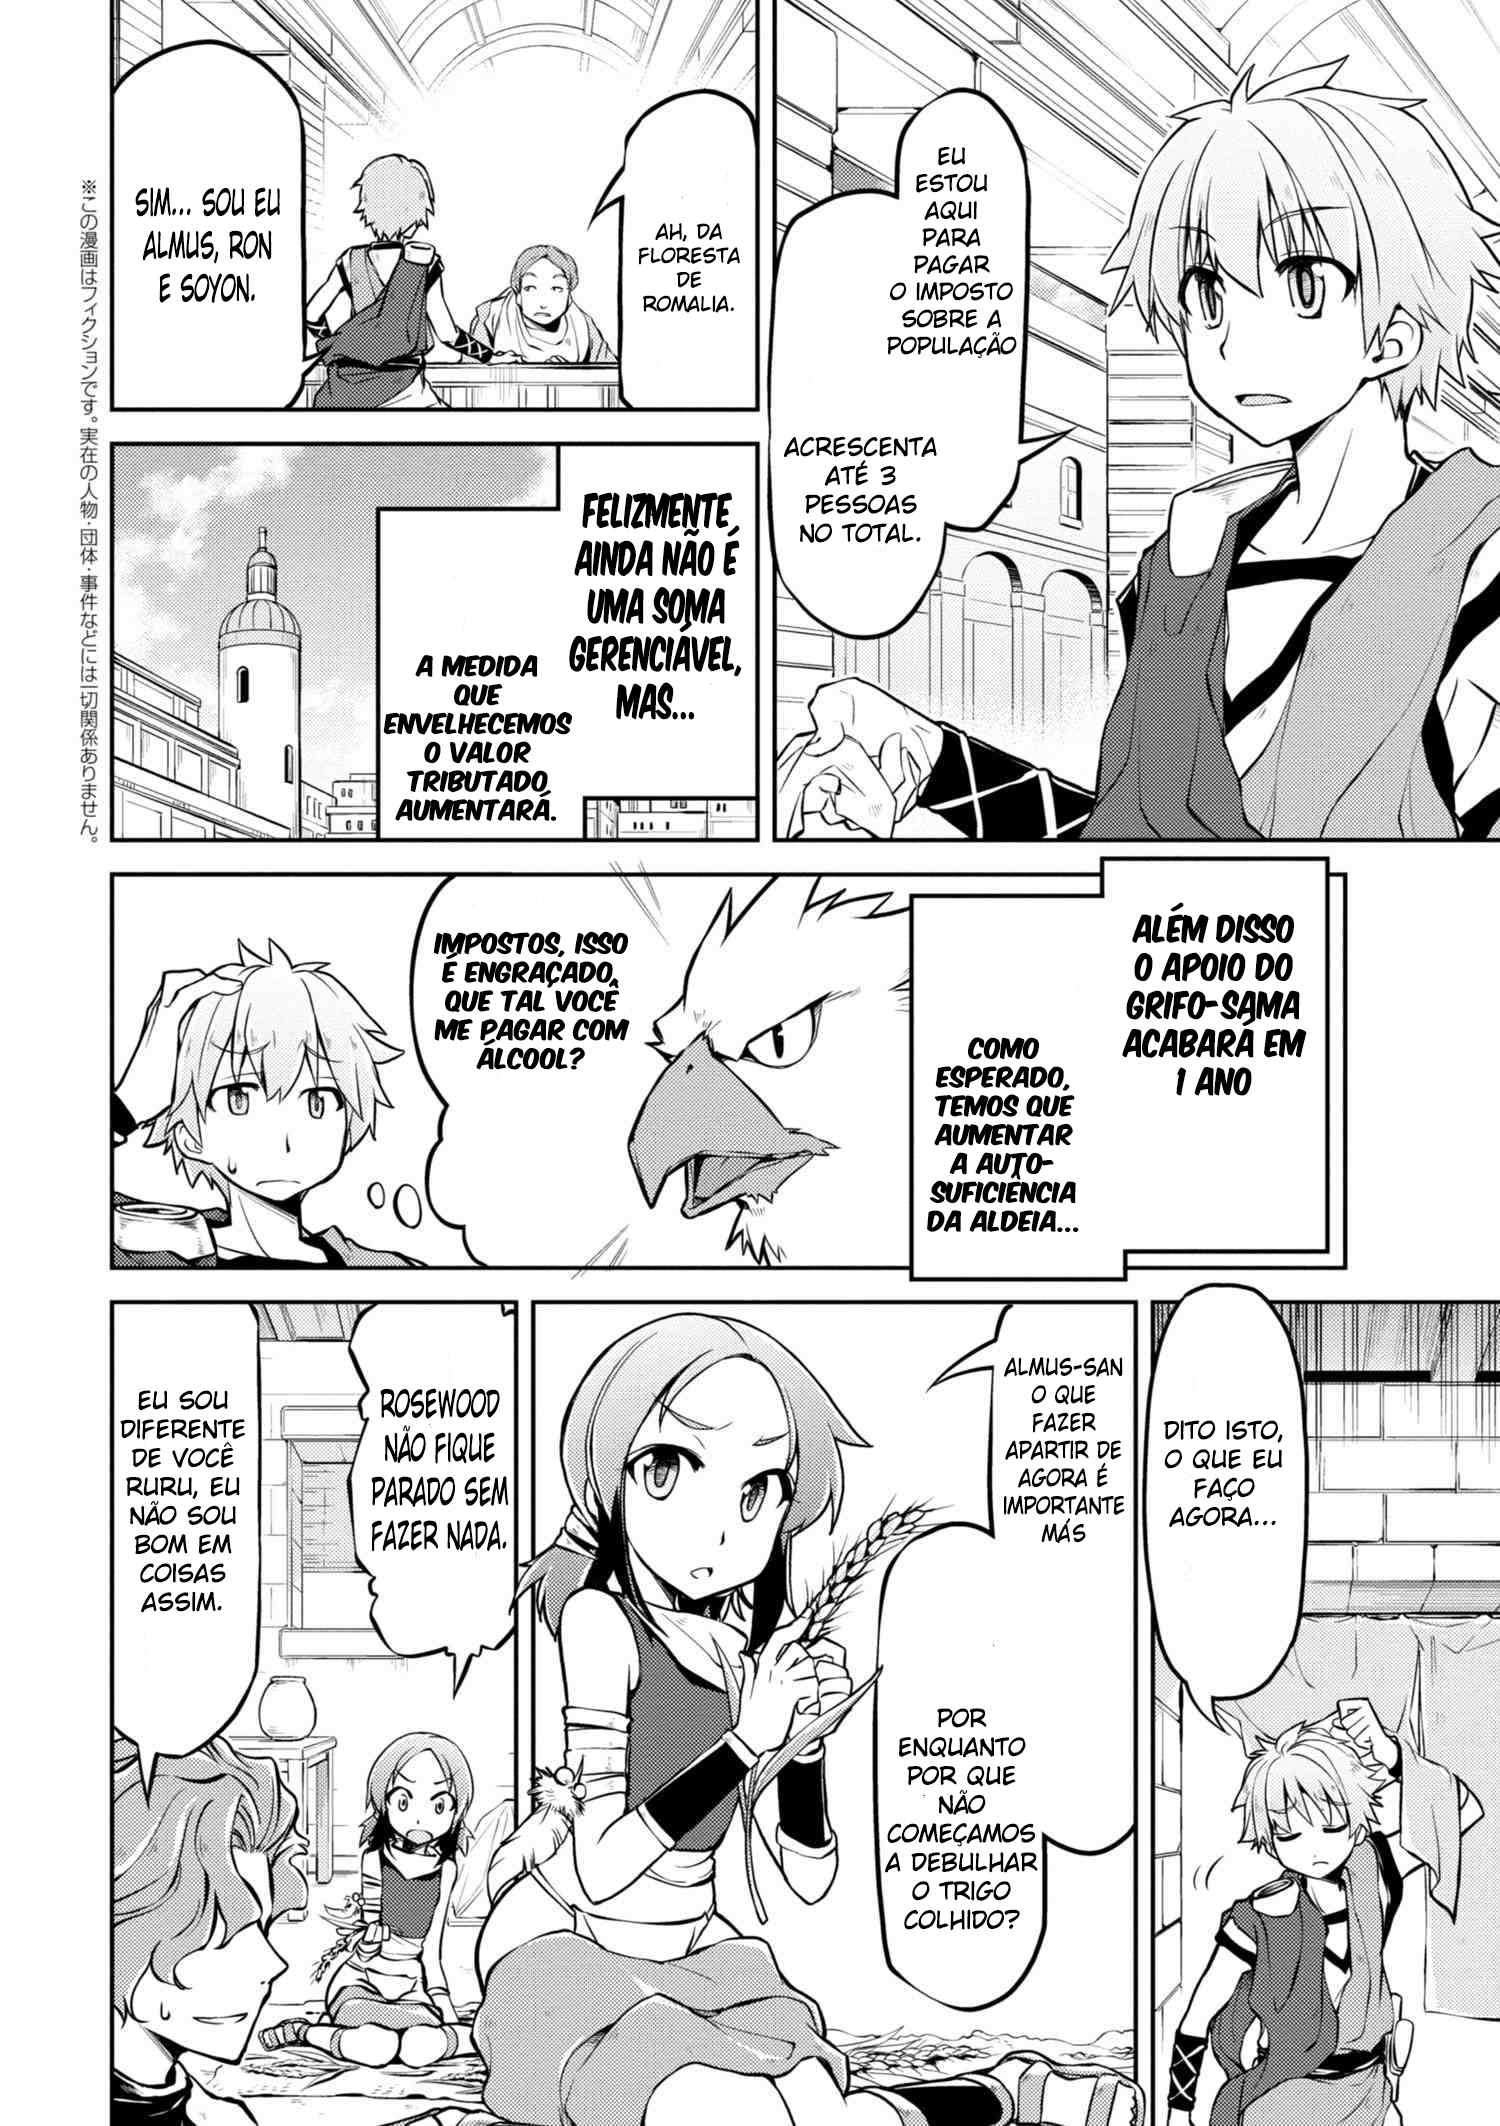 EU
ESTOU
AQUI
PARA
PAGAR
O IMPOSTO
SOBRE A
POPULAÇÃO
ACRESCENTA
ATÉ 3
PESSOAS
NO TOTAL.
AH, DA
FLORESTA
DE
ROMALIA.
SIM... SOU EU
ALMUS, RON
E SOYON.
※この漫画はフィクションです。実在の人物・団体・事件などには一切関係ありません。
FELIZMENTE,
AINDA NÃO É
UMA SOMA
GERENCIÁVEL,
MAS...
A MEDIDA
QUE
ENVELHECEMOS
O VALOR
TRIBUTADO
AUMENTARÁ.
ALÉM DISSO
O APOIO DO
GRIFO-SAMA
ACABARÁ EM
1 ANO
COMO
ESPERADO,
TEMOS QUE
AUMENTAR
A AUTO-
SUFICIÊNCIA
DA ALDEIA...
IMPOSTOS, ISSO
É ENGRAÇADO,
QUE TAL VOCÊ
ME PAGAR COM
ÁLCOOL?
DITO ISTO,
O QUE EU
FAÇO
AGORA...
ALMUS-SAN
O QUE
FAZER
APARTIR DE
AGORA É
IMPORTANTE
MÁS
POR
ENQUANTO
POR QUE
NÃO
COMEÇAMOS
A DEBULHAR
O TRIGO
COLHIDO?
ROSEWOOD
NÃO FIQUE
PARADO SEM
FAZER NADA.
EU SOU
DIFERENTE
DE VOCÊ
RURU, EU
NÃO SOU
BOM EM
COISAS
ASSIM.